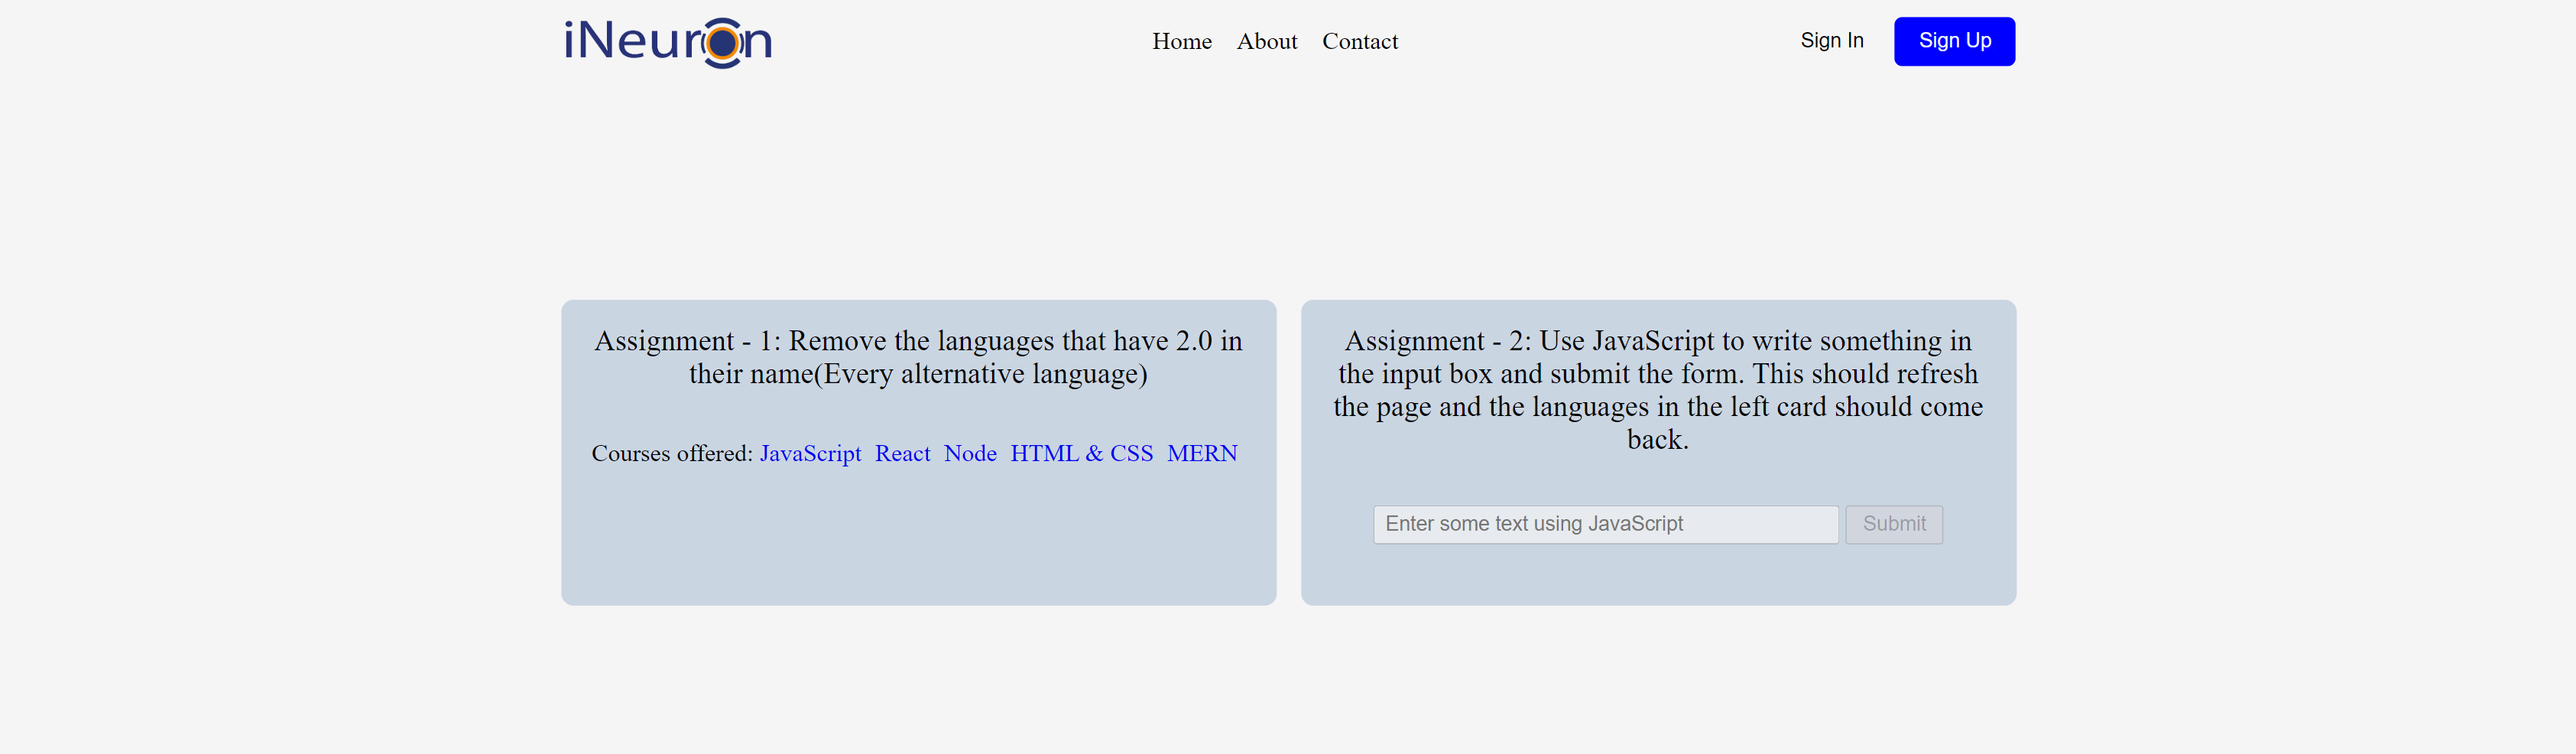 iNeuron
Home About Contact
Sign In
Sign Up
Assignment - 1: Remove the languages that have 2.0 in
their name(Every alternative language)
Courses offered: JavaScript React Node HTML & CSS MERN
Assignment - 2: Use JavaScript to write something in
the input box and submit the form. This should refresh
the page and the languages in the left card should come
back.
Enter some text using JavaScript
Submit